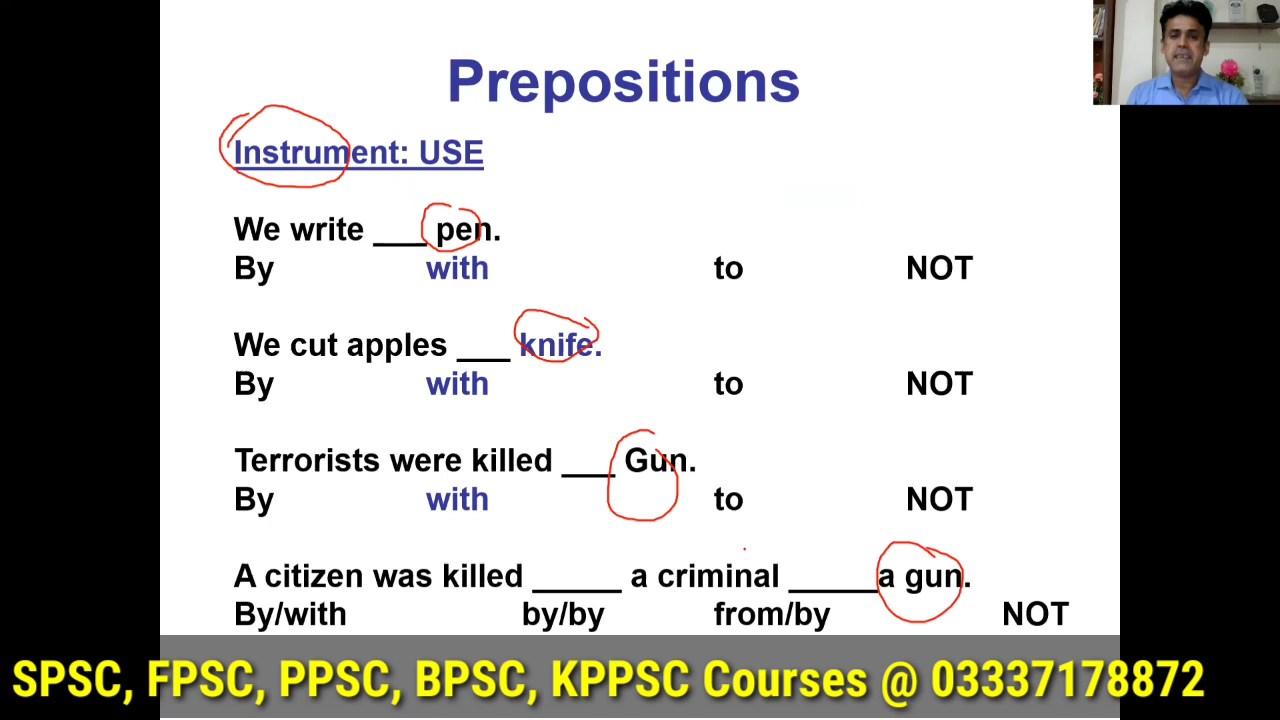 Prepositions
Instrument: USE
We write ___ pen.
By with to NOT
We cut apples ___ knife.
By with to NOT
Terrorists were killed ___ Gun.
By with to NOT
A citizen was killed _____ a criminal _____a gun.
By/with by/by from/by NOT
SPSC, FPSC, PPSC, BPSC, KPPSC Courses @ 03337178872